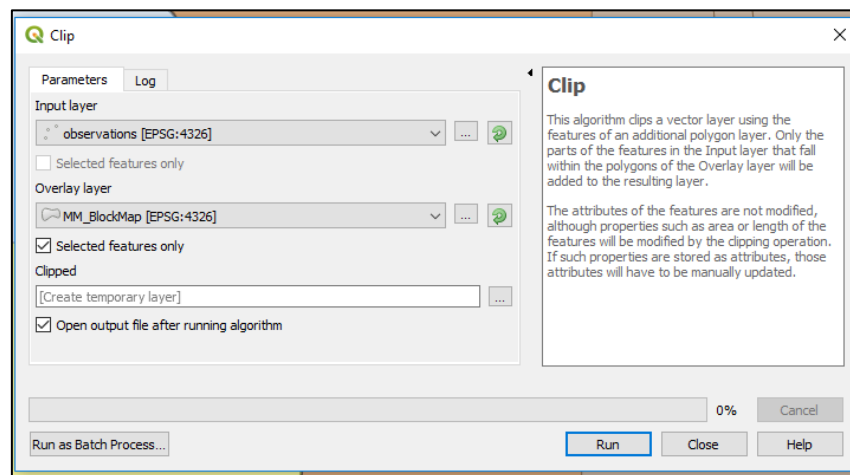 Clip
Parameters
Log
Input layer
observations [EPSG:4326]
...
Selected features only
Overlay layer
MM_BlockMap [EPSG:4326]
...
Selected features only
Clipped
[Create temporary layer]
...
Open output file after running algorithm
Clip
This algorithm clips a vector layer using the
features of an additional polygon layer. Only the
parts of the features in the Input layer that fall
within the polygons of the Overlay layer will be
added to the resulting layer.
The attributes of the features are not modified,
although properties such as area or length of the
features will be modified by the clipping operation.
If such properties are stored as attributes, those
attributes will have to be manually updated.
0%
Cancel
Run as Batch Process...
Run
Close
Help